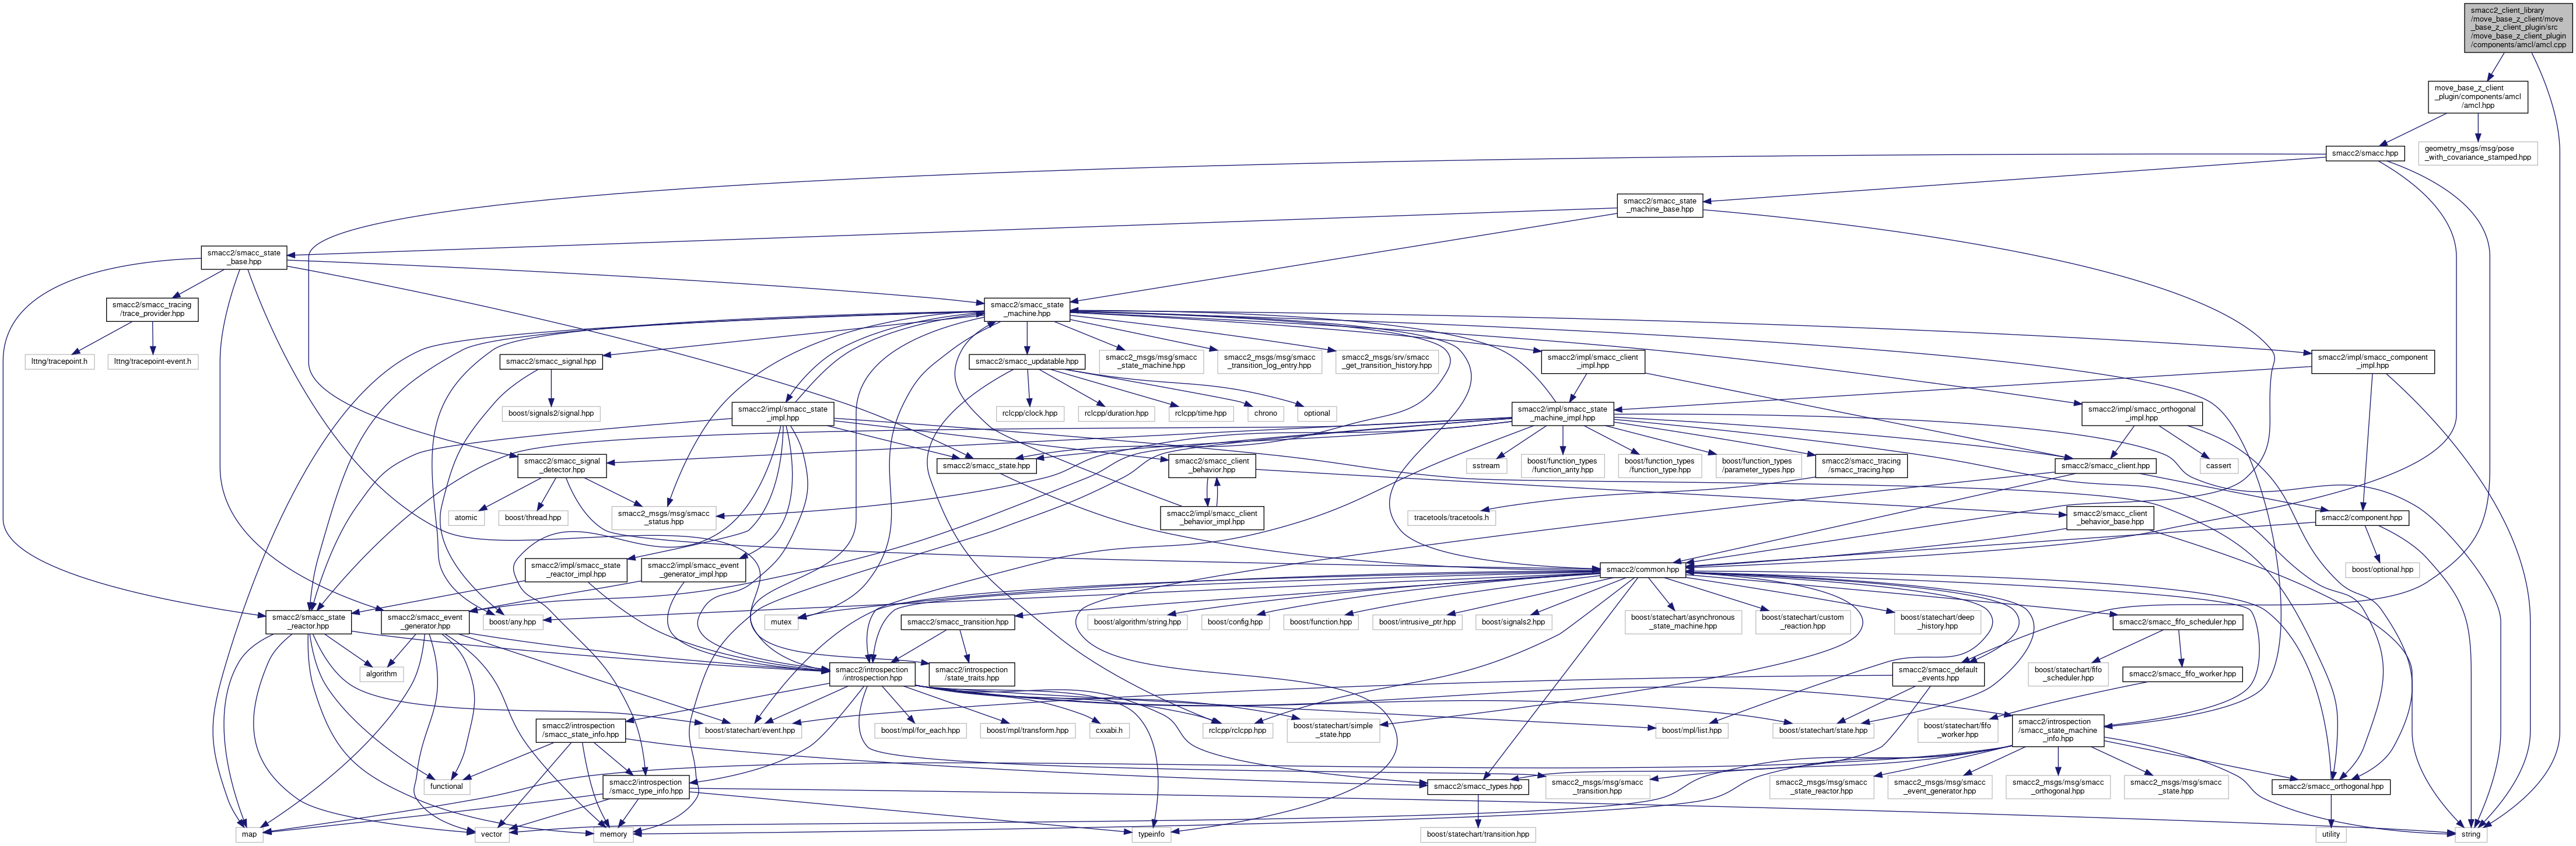 smacc2_client_library
/move_base_z_client/move
_base_z_client_plugin/src
/move_base_z_client_plugin
/components/amcl/amcl.cpp
move_base_z_client
_plugin/components/amcl
/amcl.hpp
smacc2/smacc.hpp
geometry_msgs/msg/pose
_with_covariance_stamped.hpp
smacc2/smacc_state
_machine_base.hpp
smacc2/smacc_state
_base.hpp
smacc2/smacc_tracing
/trace_provider.hpp
smacc2/smacc_state
_machine.hpp
lttng/tracepoint.h
lttng/tracepoint-event.h
smacc2/smacc_signal.hpp
smacc2/smacc_updatable.hpp
smacc2_msgs/msg/smacc
_state_machine.hpp
smacc2_msgs/msg/smacc
_transition_log_entry.hpp
smacc2_msgs/srv/smacc
_get_transition_history.hpp
smacc2/impl/smacc_client
_impl.hpp
smacc2/impl/smacc_component
_impl.hpp
boost/signals2/signal.hpp
smacc2/impl/smacc_state
_impl.hpp
rclcpp/clock.hpp
rclcpp/duration.hpp
rclcpp/time.hpp
chrono
optional
smacc2/impl/smacc_state
_machine_impl.hpp
smacc2/impl/smacc_orthogonal
_impl.hpp
smacc2/smacc_signal
_detector.hpp
smacc2/smacc_state.hpp
smacc2/smacc_client
_behavior.hpp
sstream
boost/function_types
/function_arity.hpp
boost/function_types
/function_type.hpp
boost/function_types
/parameter_types.hpp
smacc2/smacc_tracing
/smacc_tracing.hpp
smacc2/smacc_client.hpp
cassert
atomic
boost/thread.hpp
smacc2_msgs/msg/smacc
_status.hpp
smacc2/impl/smacc_client
_behavior_impl.hpp
tracetools/tracetools.h
smacc2/smacc_client
_behavior_base.hpp
smacc2/component.hpp
smacc2/impl/smacc_state
_reactor_impl.hpp
smacc2/impl/smacc_event
_generator_impl.hpp
smacc2/common.hpp
boost/optional.hpp
smacc2/smacc_state
_reactor.hpp
smacc2/smacc_event
_generator.hpp
boost/any.hpp
mutex
smacc2/smacc_transition.hpp
boost/algorithm/string.hpp
boost/config.hpp
boost/function.hpp
boost/intrusive_ptr.hpp
boost/signals2.hpp
boost/statechart/asynchronous
_state_machine.hpp
boost/statechart/custom
_reaction.hpp
boost/statechart/deep
_history.hpp
smacc2/smacc_fifo_scheduler.hpp
algorithm
smacc2/introspection
/introspection.hpp
smacc2/introspection
/state_traits.hpp
smacc2/smacc_default
_events.hpp
boost/statechart/fifo
_scheduler.hpp
smacc2/smacc_fifo_worker.hpp
smacc2/introspection
/smacc_state_info.hpp
boost/statechart/event.hpp
boost/mpl/for_each.hpp
boost/mpl/transform.hpp
cxxabi.h
rclcpp/rclcpp.hpp
boost/statechart/simple
_state.hpp
boost/mpl/list.hpp
boost/statechart/state.hpp
boost/statechart/fifo
_worker.hpp
smacc2/introspection
/smacc_state_machine
_info.hpp
functional
smacc2/introspection
/smacc_type_info.hpp
smacc2/smacc_types.hpp
smacc2_msgs/msg/smacc
_transition.hpp
smacc2_msgs/msg/smacc
_state_reactor.hpp
smacc2_msgs/msg/smacc
_event_generator.hpp
smacc2_msgs/msg/smacc
_orthogonal.hpp
smacc2_msgs/msg/smacc
_state.hpp
smacc2/smacc_orthogonal.hpp
map
vector
memory
typeinfo
boost/statechart/transition.hpp
utility
string